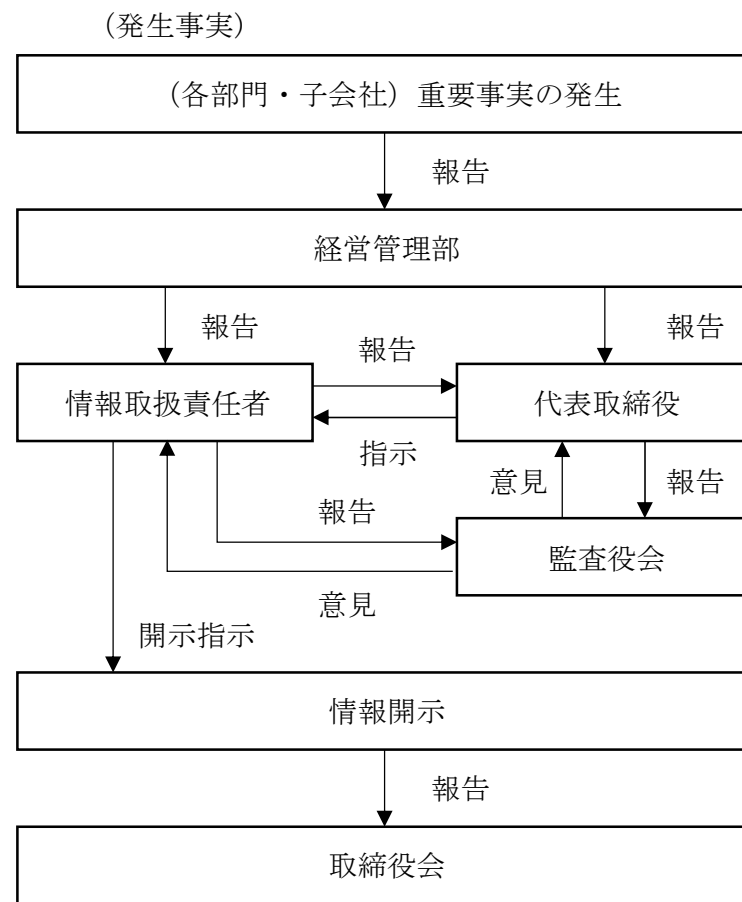 （発生事実）
（各部門・子会社）重要事実の発生
報告
経営管理部
報告
報告
報告
情報取扱責任者
代表取締役
指示
意見
報告
報告
監査役会
意見
開示指示
情報開示
報告
取締役会